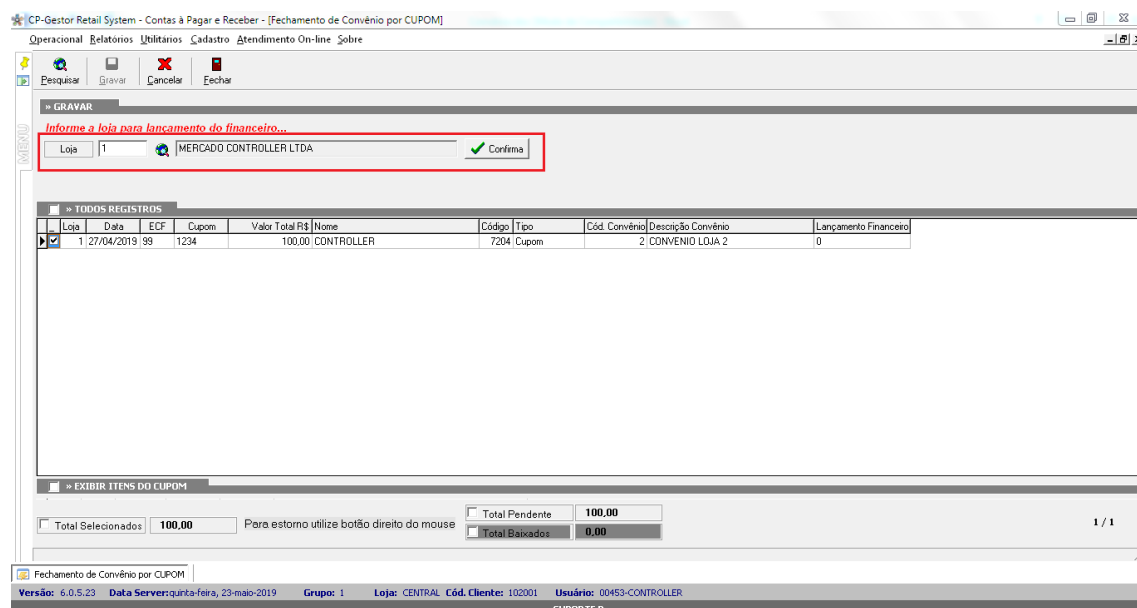 CP-Gestor Retail System - Contas à Pagar e Receber - [Fechamento de Convênio por CUPOM]
Operacional Relatórios Utilitários Cadastro Atendimento On-line Sobre
Pesquisar Gravar Cancelar Fechar
MENU
» GRAVAR
Informe a loja para lançamento do financeiro...
Loja 1 MERCADO CONTROLLER LTDA Confirma
» TODOS REGISTROS
Loja Data ECF Cupom Valor Total R$ Nome Código Tipo Cód. Convênio Descrição Convênio Lançamento Financeiro
1 27/04/2019 99 1234 100,00 CONTROLLER 7204 Cupom 2 CONVENIO LOJA 2 0
» EXIBIR ITENS DO CUPOM
Total Selecionados 100,00 Para estorno utilize botão direito do mouse
Total Pendente 100,00
Total Baixados 0,00
1 / 1
Fechamento de Convênio por CUPOM
Versão: 6.0.5.23 Data Server:quinta-feira, 23-maio-2019 Grupo: 1 Loja: CENTRAL Cód. Cliente: 102001 Usuário: 00453-CONTROLLER